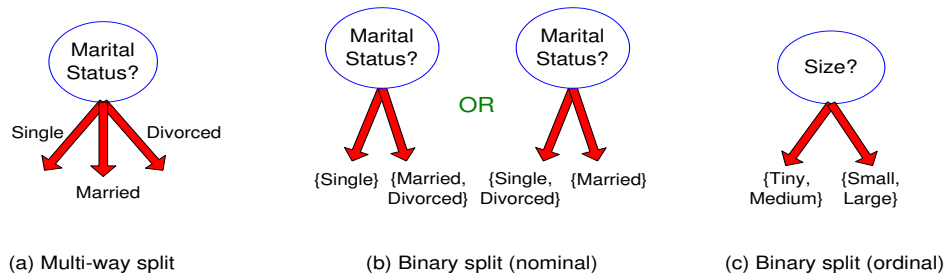 Marital
Status?
Single
Divorced
Married
(a) Multi-way split
Marital
Status?
{Single}
{Married,
Divorced}
OR
Marital
Status?
{Single,
Divorced}
{Married}
(b) Binary split (nominal)
Size?
{Tiny,
Medium}
{Small,
Large}
(c) Binary split (ordinal)